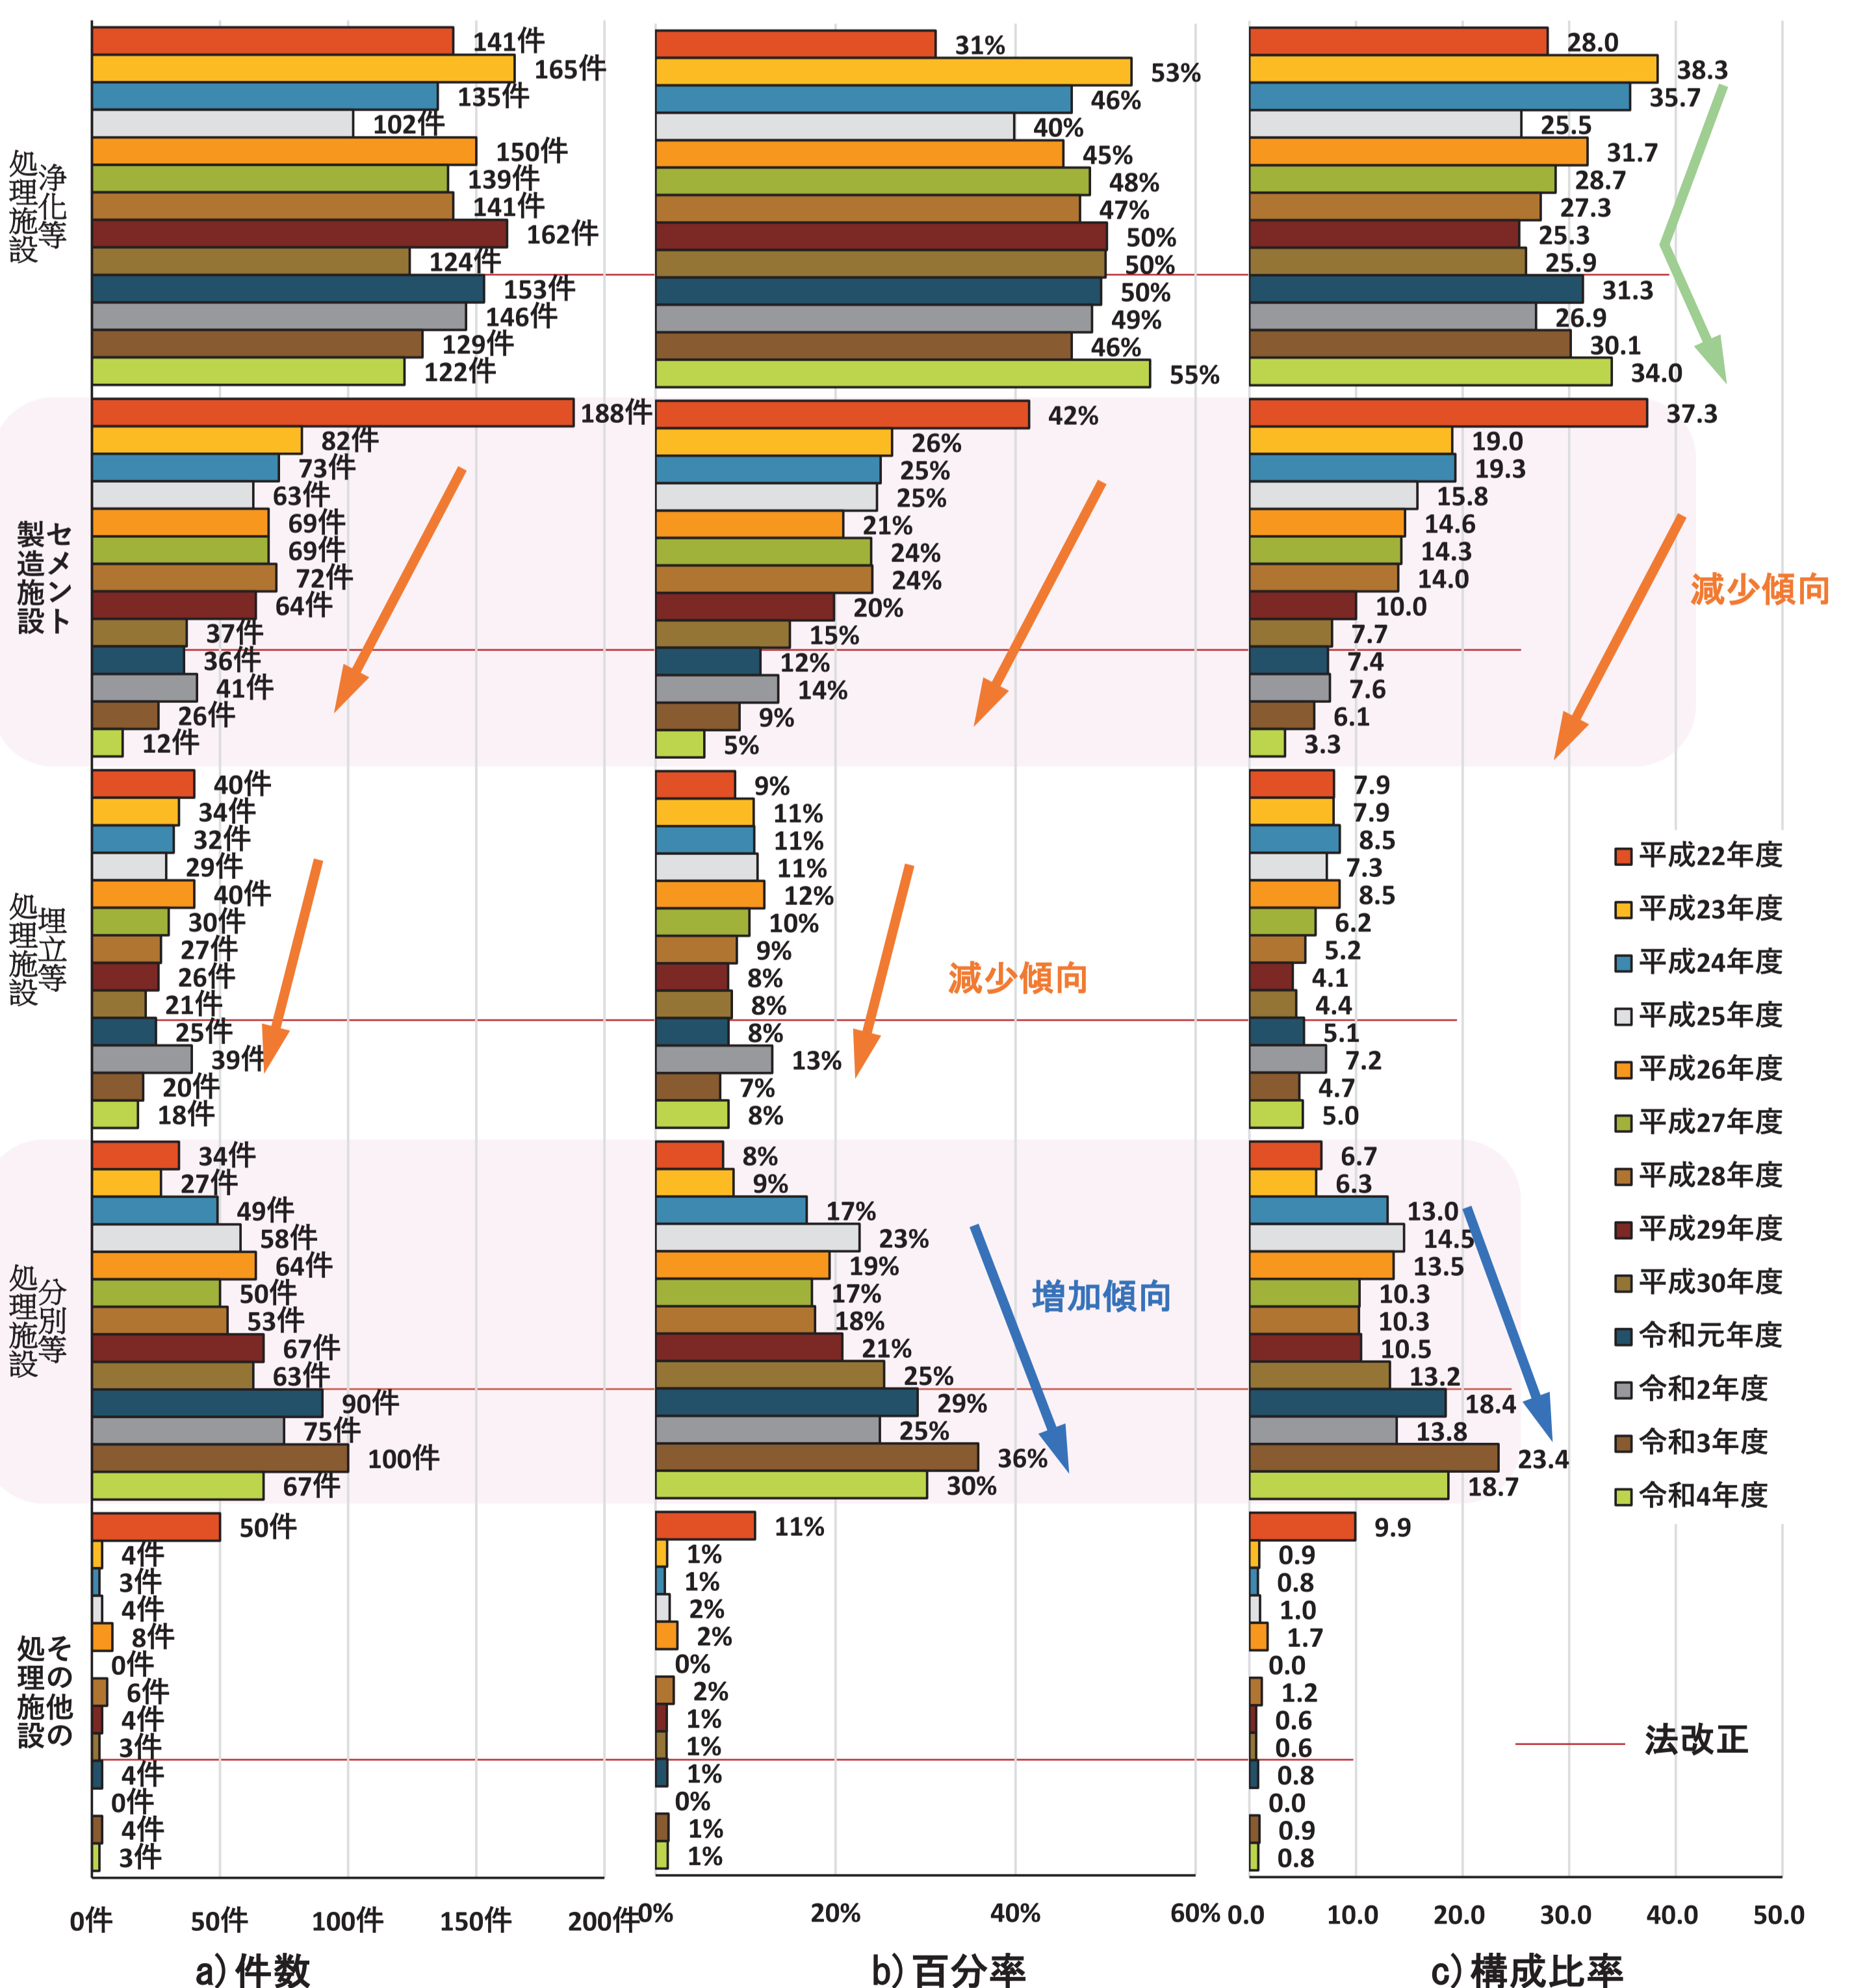 浄化等
処理施設
141件
165件
135件
102件
150件
139件
141件
162件
124件
153件
146件
129件
122件
31%
53%
46%
40%
45%
48%
47%
50%
50%
50%
49%
46%
55%
28.0
38.3
35.7
25.5
31.7
28.7
27.3
25.3
25.9
31.3
26.9
30.1
34.0
セメント
製造施設
188件
82件
73件
63件
69件
69件
72件
64件
37件
36件
41件
26件
12件
42%
26%
25%
25%
21%
24%
24%
20%
15%
12%
14%
9%
5%
37.3
19.0
19.3
15.8
14.6
14.3
14.0
10.0
7.7
7.4
7.6
6.1
3.3
減少傾向
埋立等
処理施設
40件
34件
32件
29件
40件
30件
27件
26件
21件
25件
39件
20件
18件
9%
11%
11%
11%
12%
10%
9%
8%
8%
8%
13%
7%
8%
減少傾向
7.9
7.9
8.5
7.3
8.5
6.2
5.2
4.1
4.4
5.1
7.2
4.7
5.0
分別等
処理施設
34件
27件
49件
58件
64件
50件
53件
67件
63件
90件
75件
100件
67件
8%
9%
17%
23%
19%
17%
18%
21%
25%
29%
25%
36%
30%
増加傾向
6.7
6.3
13.0
14.5
13.5
10.3
10.3
10.5
13.2
18.4
13.8
23.4
18.7
その他の
処理施設
50件
4件
3件
4件
8件
0件
6件
4件
3件
4件
0件
4件
3件
11%
1%
1%
2%
2%
0%
2%
1%
1%
1%
0%
1%
1%
9.9
0.9
0.8
1.0
1.7
0.0
1.2
0.6
0.6
0.8
0.0
0.9
0.8
平成22年度
平成23年度
平成24年度
平成25年度
平成26年度
平成27年度
平成28年度
平成29年度
平成30年度
令和元年度
令和2年度
令和3年度
令和4年度
法改正
0件 50件 100件 150件 200件
0% 20% 40% 60%
0.0 10.0 20.0 30.0 40.0 50.0
a)件数
b)百分率
c)構成比率